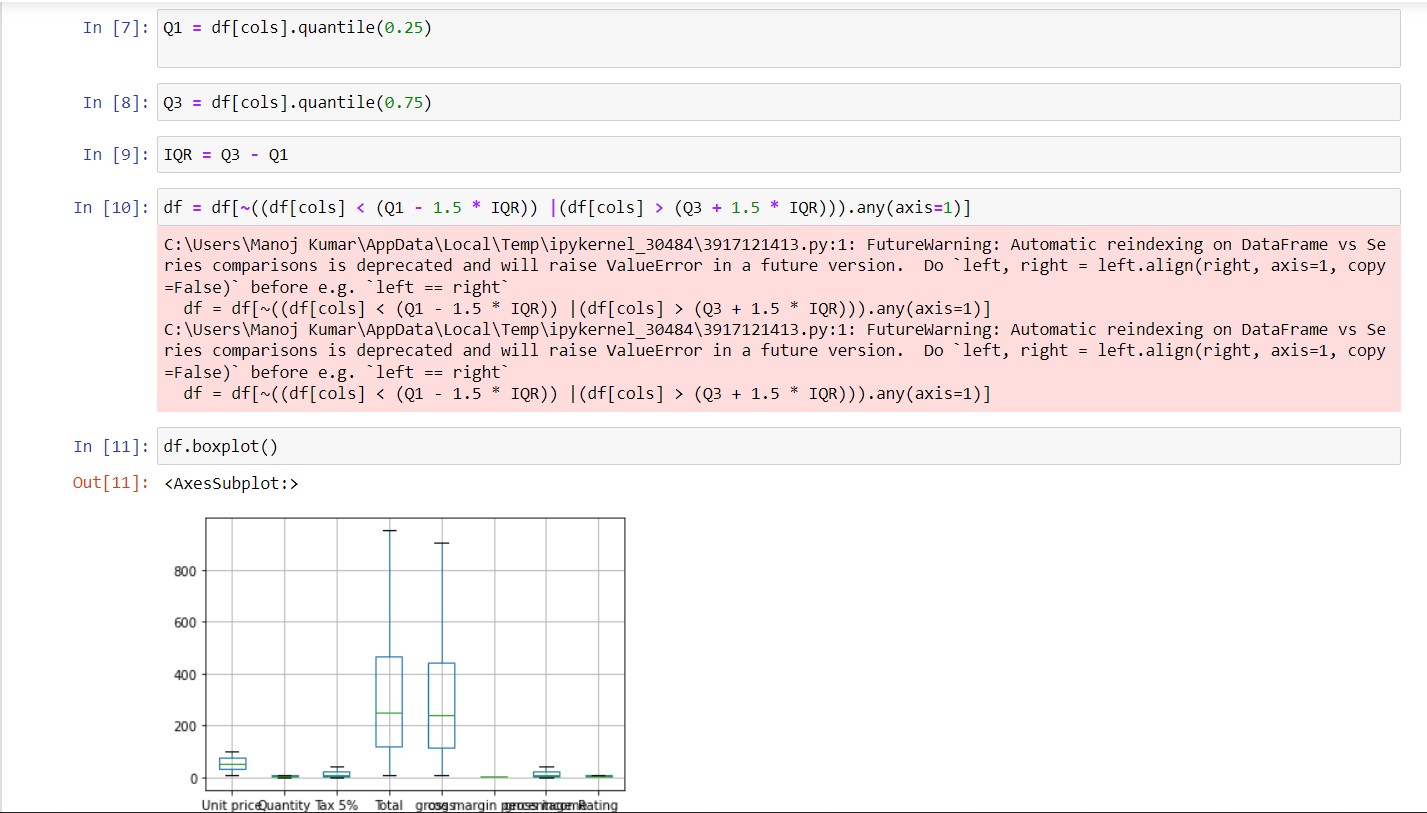 In [7]: Q1 = df[cols].quantile(0.25)
In [8]: Q3 = df[cols].quantile(0.75)
In [9]: IQR = Q3 - Q1
In [10]: df = df[~((df[cols] < (Q1 - 1.5 * IQR)) |(df[cols] > (Q3 + 1.5 * IQR))).any(axis=1)]
C:\Users\Manoj Kumar\AppData\Local\Temp\ipykernel_30484\3917121413.py:1: FutureWarning: Automatic reindexing on DataFrame vs Se
ries comparisons is deprecated and will raise ValueError in a future version.  Do `left, right = left.align(right, axis=1, copy
=False)` before e.g. `left == right`
  df = df[~((df[cols] < (Q1 - 1.5 * IQR)) |(df[cols] > (Q3 + 1.5 * IQR))).any(axis=1)]
C:\Users\Manoj Kumar\AppData\Local\Temp\ipykernel_30484\3917121413.py:1: FutureWarning: Automatic reindexing on DataFrame vs Se
ries comparisons is deprecated and will raise ValueError in a future version.  Do `left, right = left.align(right, axis=1, copy
=False)` before e.g. `left == right`
  df = df[~((df[cols] < (Q1 - 1.5 * IQR)) |(df[cols] > (Q3 + 1.5 * IQR))).any(axis=1)]
In [11]: df.boxplot()
Out[11]: <AxesSubplot:>
800
600
400
200
0
Unit price Quantity Tax 5% Total margin Rating